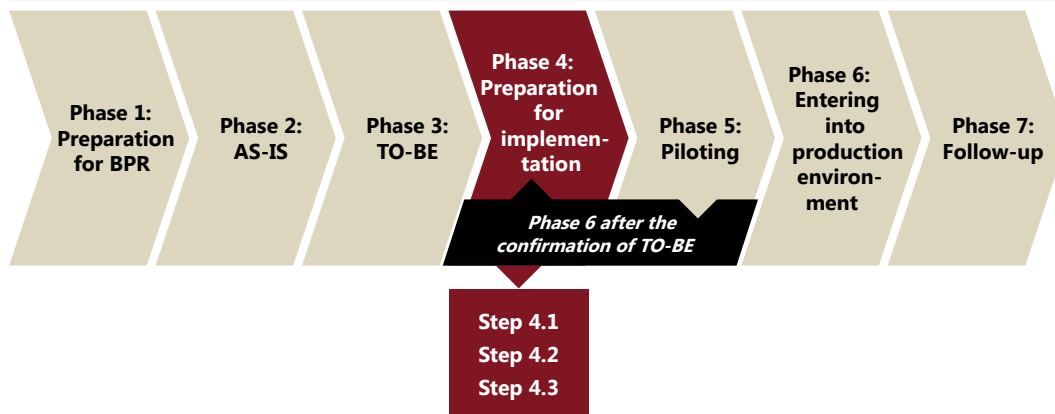 Phase 1:
Preparation
for BPR
Phase 2:
AS-IS
Phase 3:
TO-BE
Phase 4:
Preparation
for
implemen-
tation
Phase 5:
Piloting
Phase 6:
Entering
into
production
environ-
ment
Phase 7:
Follow-up
Phase 6 after the
confirmation of TO-BE
Step 4.1
Step 4.2
Step 4.3